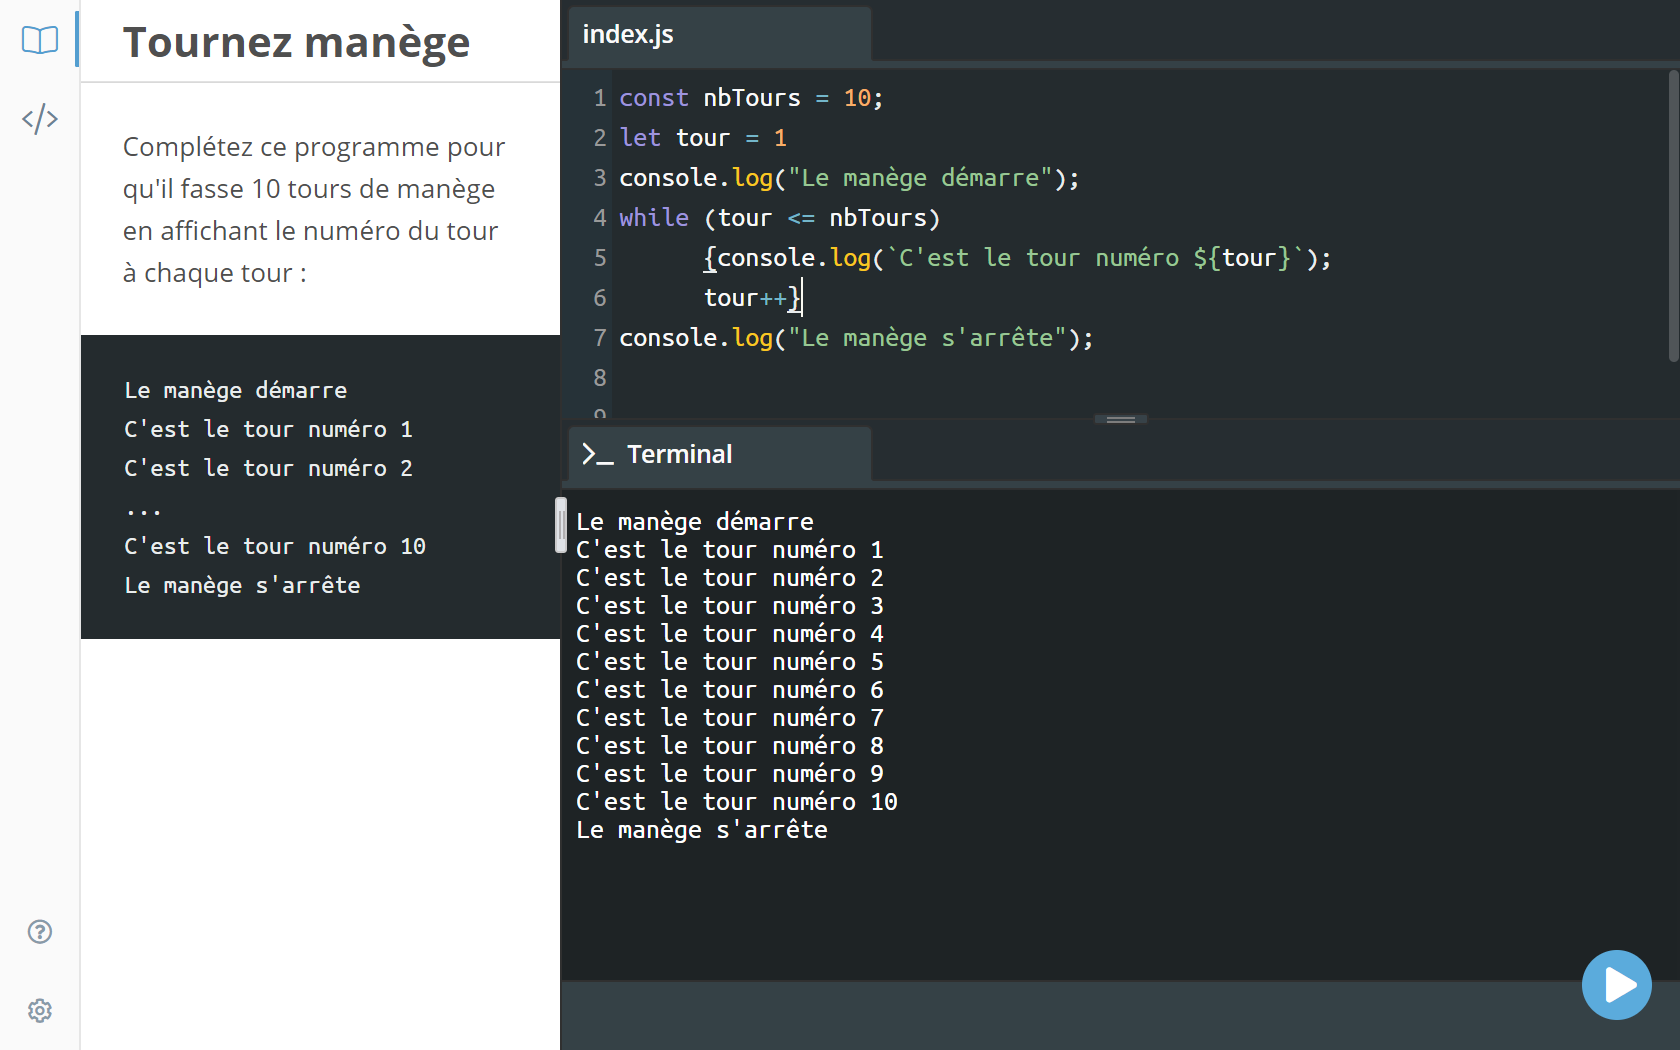 Tournez manège
Complétez ce programme pour
qu'il fasse 10 tours de manège
en affichant le numéro du tour
à chaque tour :
Le manège démarre
C'est le tour numéro 1
C'est le tour numéro 2
...
C'est le tour numéro 10
Le manège s'arrête
index.js
1 const nbTours = 10;
2 let tour = 1
3 console.log("Le manège démarre");
4 while (tour <= nbTours)
5 {console.log(`C'est le tour numéro ${tour}`);
6 tour++}
7 console.log("Le manège s'arrête");
8
9
Terminal
Le manège démarre
C'est le tour numéro 1
C'est le tour numéro 2
C'est le tour numéro 3
C'est le tour numéro 4
C'est le tour numéro 5
C'est le tour numéro 6
C'est le tour numéro 7
C'est le tour numéro 8
C'est le tour numéro 9
C'est le tour numéro 10
Le manège s'arrête